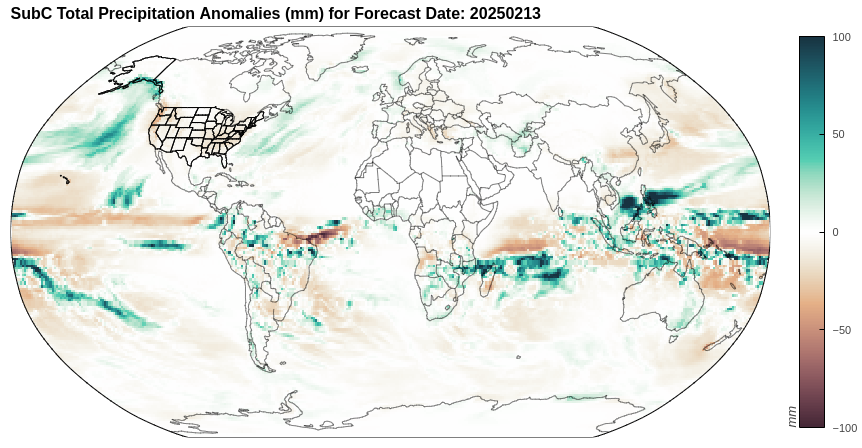 SubC Total Precipitation Anomalies (mm) for Forecast Date: 20250213
100
50
0
−50
−100
mm